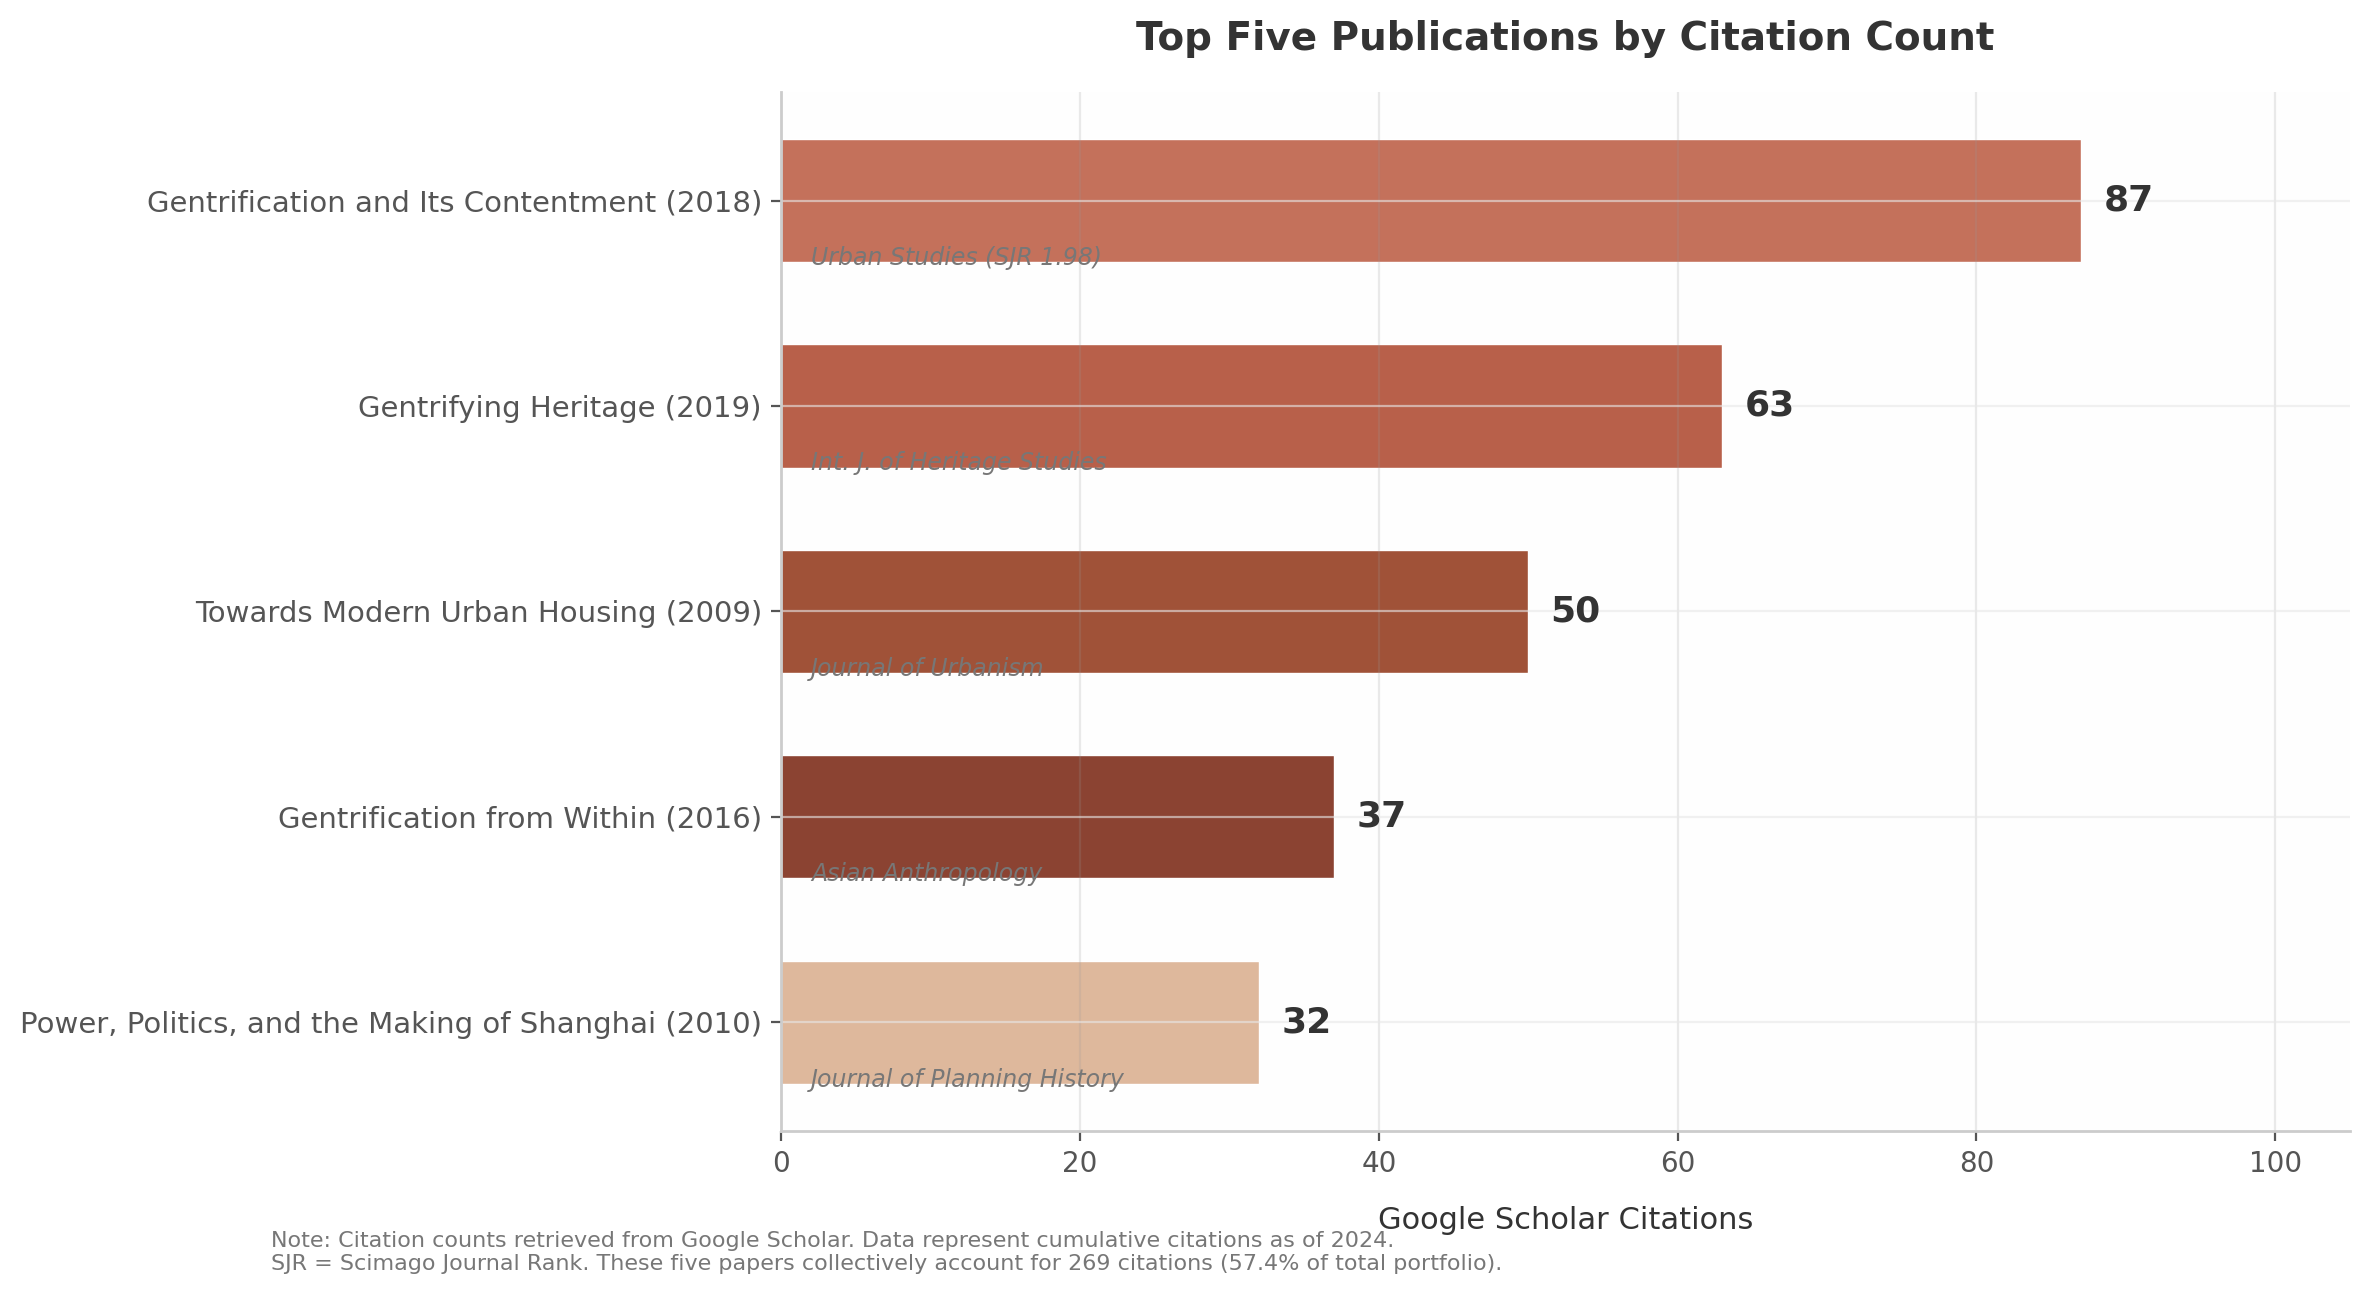 Top Five Publications by Citation Count
Gentrification and Its Contentment (2018)
87
Urban Studies (SJR 1.98)
Gentrifying Heritage (2019)
63
Int. J. of Heritage Studies
Towards Modern Urban Housing (2009)
50
Journal of Urbanism
Gentrification from Within (2016)
37
Asian Anthropology
Power, Politics, and the Making of Shanghai (2010)
32
Journal of Planning History
0 20 40 60 80 100
Google Scholar Citations
Note: Citation counts retrieved from Google Scholar. Data represent cumulative citations as of 2024.
SJR = Scimago Journal Rank. These five papers collectively account for 269 citations (57.4% of total portfolio).